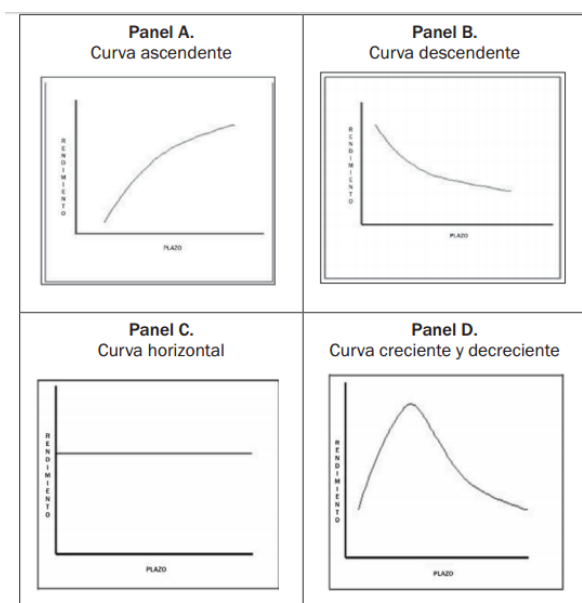 Panel A.
Curva ascendente
RENDIMIENTO
PLAZO
Panel B.
Curva descendente
RENDIMIENTO
PLAZO
Panel C.
Curva horizontal
RENDIMIENTO
PLAZO
Panel D.
Curva creciente y decreciente
RENDIMIENTO
PLAZO